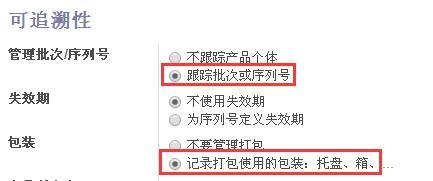 可追溯性
管理批次/序列号
不跟踪产品个体
跟踪批次或序列号
失效期
不使用失效期
为序列号定义失效期
包装
不要管理打包
记录打包使用的包装：托盘、箱、...